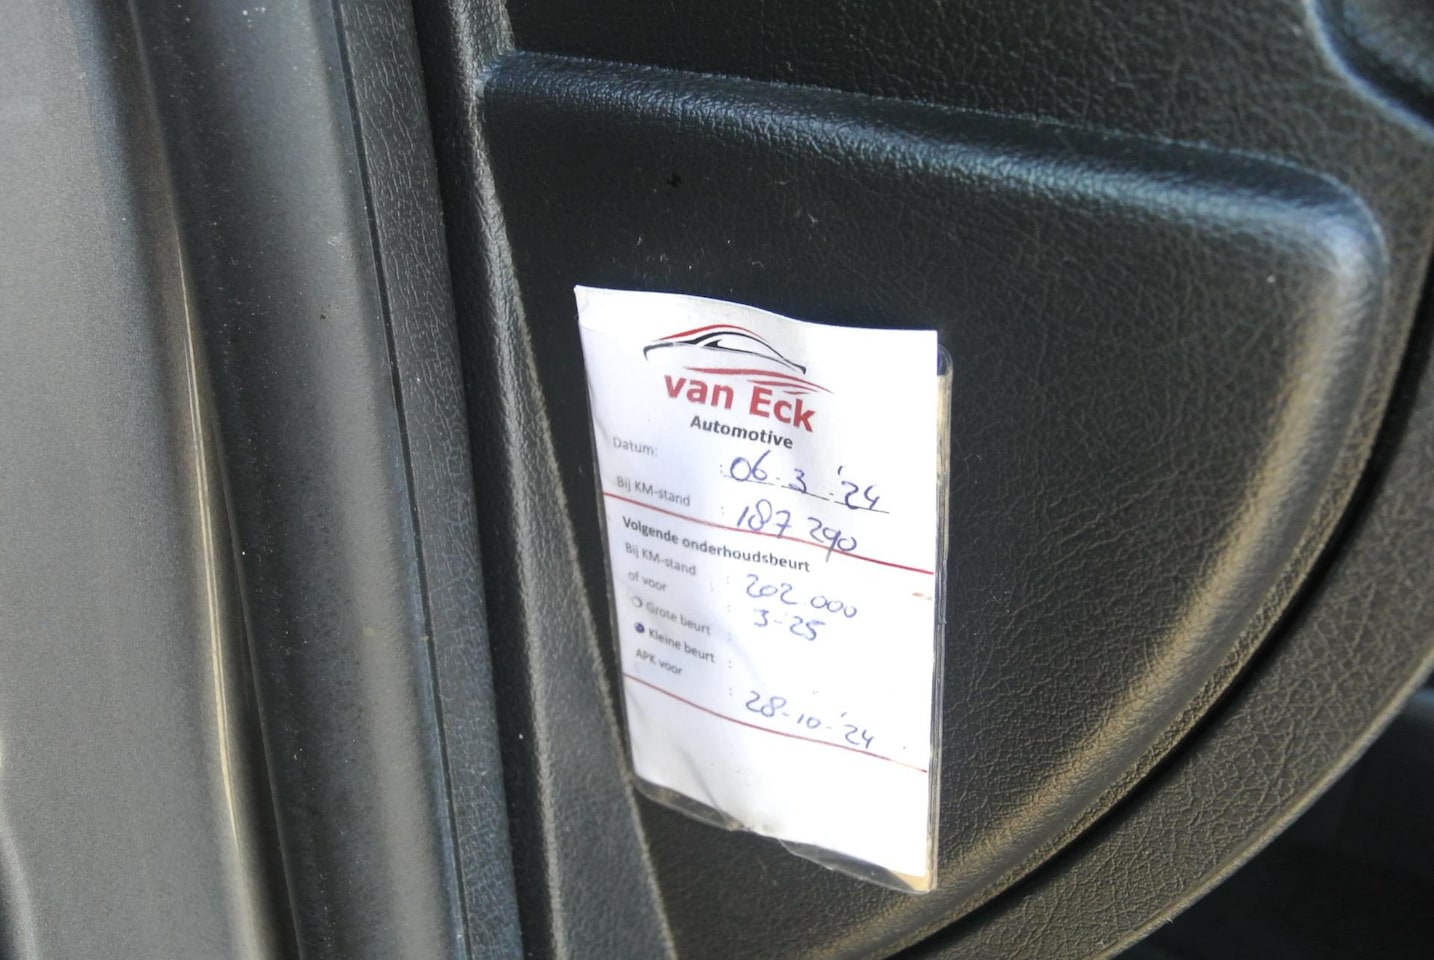 van Eck
Automotive
Datum: : 06-3-'24
Bij KM-stand : 187290
Volgende onderhoudsbeurt
Bij KM-stand : 202.000
of voor : 3-25
Grote beurt :
Kleine beurt :
APK voor : 28-10-'24